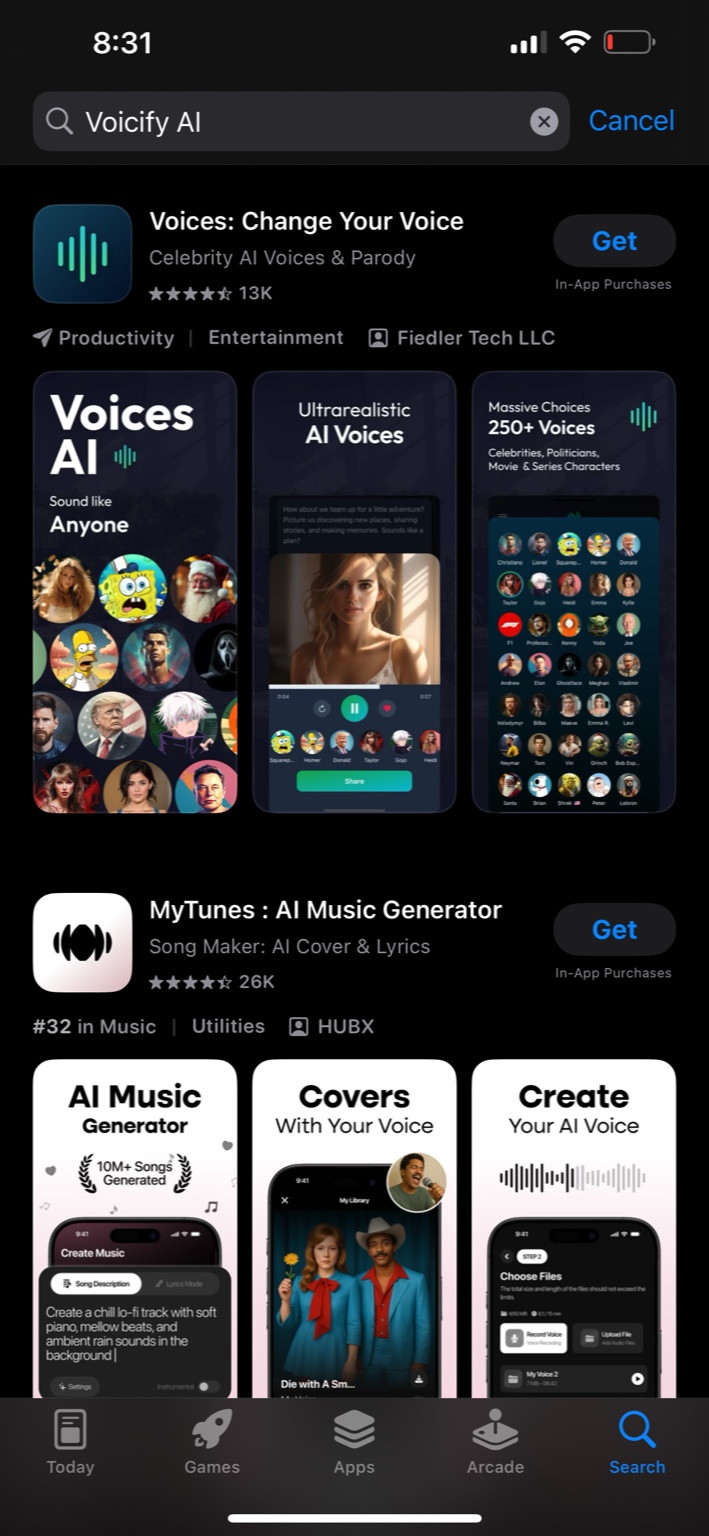 8:31
Voicify AI
Cancel
Voices: Change Your Voice
Celebrity AI Voices & Parody
Get
13K
In-App Purchases
Productivity
Entertainment
Fiedler Tech LLC
Voices
AI
Sound like
Anyone
Ultrarealistic
AI Voices
How about we team up for a little adventure?
Picture us discovering new places, sharing
stories, and making memories. Sounds like a
plan?
0:04
0:07
Squarep... Homer Donald Taylor Gojo Heidi
Share
Massive Choices
250+ Voices
Celebrities, Politicians,
Movie & Series Characters
Christiano Lionel Squarep... Homer Donald
Taylor Gojo Heidi Emma Kylie
F1 Professo... Kenny Yoda Joe
Andrew Elon Ghostface Meghan Vladimir
Volodymyr Bilbo Maeve Emma R. Levi
Neymar Tom Vin Grinch Bob Esp...
Santa Brian Shrek Peter Lebron
MyTunes : AI Music Generator
Song Maker: AI Cover & Lyrics
Get
26K
In-App Purchases
#32 in Music
Utilities
HUBX
AI Music
Generator
10M+ Songs
Generated
9:41
Create Music
Song Description
Lyrics Mode
Create a chill lo-fi track with soft
piano, mellow beats, and
ambient rain sounds in the
background
Settings
Instrumental
Covers
With Your Voice
9:41
My Library
Die with A Sm...
Create
Your AI Voice
9:41
STEP 2
Choose Files
The total size and length of the files should not exceed the
limits.
Record Voice
Voice Recording
Upload File
Add Audio Files
My Voice 2
Today
Games
Apps
Arcade
Search